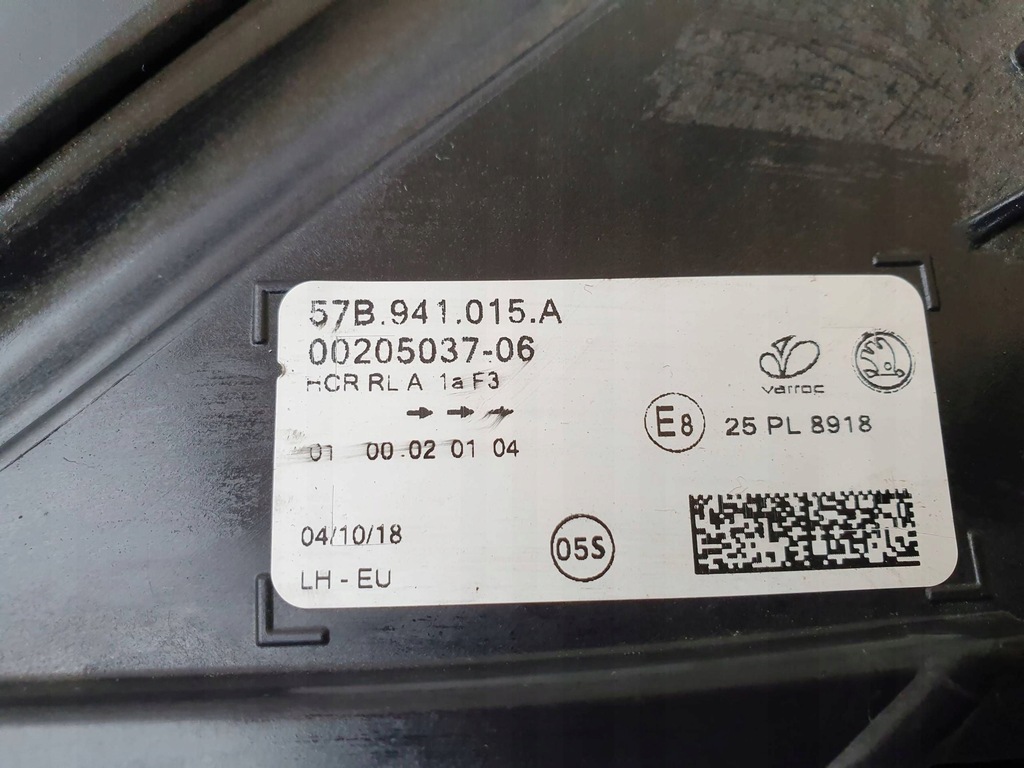 57B.941.015.A
00205037-06
HCR RL A 1a F3
varroc
E8 25 PL 8918
01 00 02 01 04
04/10/18
05S
LH - EU